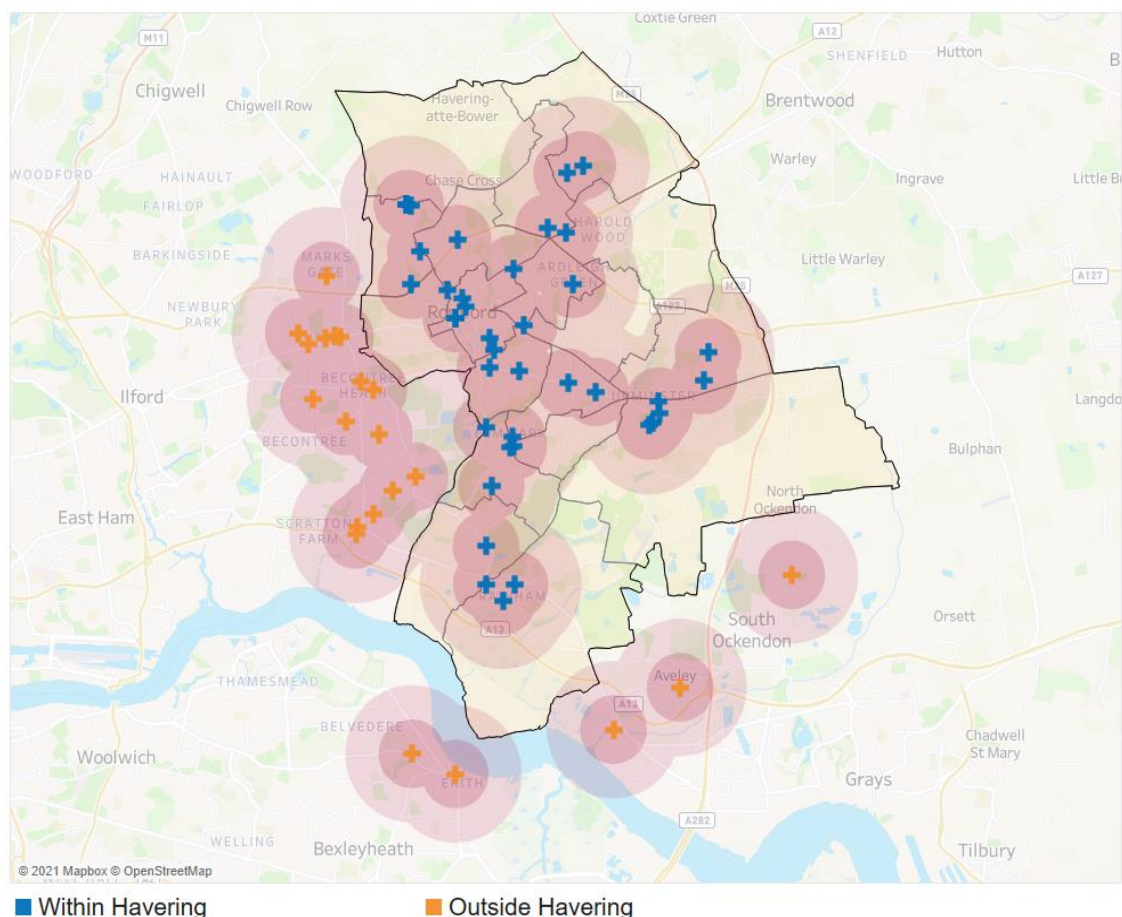 Coxtie Green
M11
A12
SHENFIELD
Hutton
Chigwell
Chigwell Row
Havering-
atte-Bower
M25
Brentwood
WOODFORD
HAINAULT
Chase Cross
Warley
Ingrave
Little B
FAIRLOP
HAROLD
WOOD
BARKINGSIDE
MARKS
Little Warley
A127
NEWBURY
PARK
M25
A127
Ilford
BECONTREE
Langdo
BECONTREE
HEATH
Bulphan
East Ham
SCRATTON
FARM
North
Ockendon
A13
South
Ockendon
Orsett
THAMESMEAD
Aveley
BELVEDERE
A13
Woolwich
ERITH
Chadwell
St Mary
Grays
A282
WELLING
Bexleyheath
Tilbury
© 2021 Mapbox © OpenStreetMap
Within Havering
Outside Havering